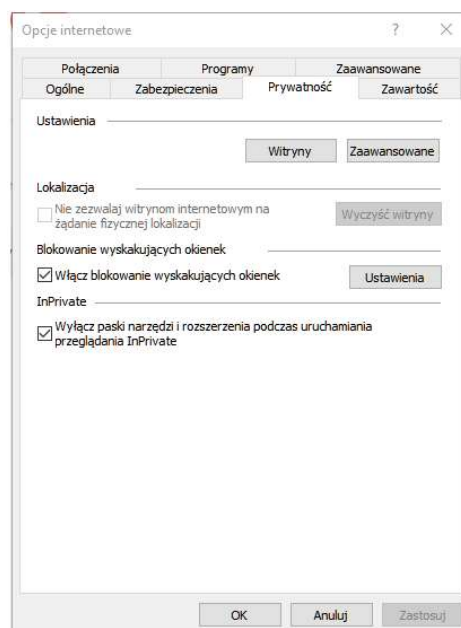 Opcje internetowe ? ×
Połączenia Programy Zaawansowane
Ogólne Zabezpieczenia Prywatność Zawartość
Ustawienia
Witryny Zaawansowane
Lokalizacja
Nie zezwalaj witrynom internetowym na
żądanie fizycznej lokalizacji
Wyczyść witryny
Blokowanie wyskakujących okienek
Włącz blokowanie wyskakujących okienek Ustawienia
InPrivate
Wyłącz paski narzędzi i rozszerzenia podczas uruchamiania
przeglądania InPrivate
OK Anuluj Zastosuj